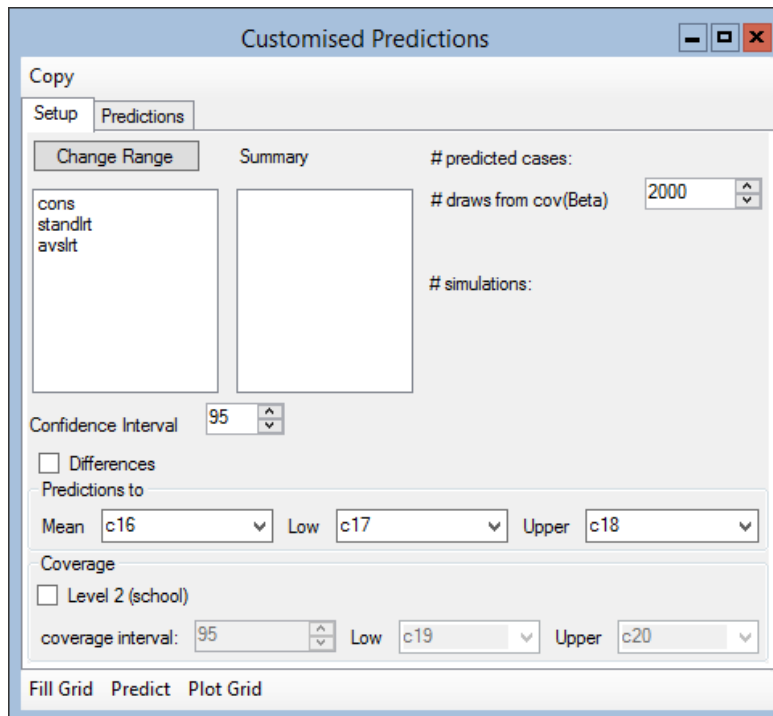 Customised Predictions
Copy
Setup Predictions
Change Range Summary # predicted cases:
cons
standlrt
avslrt
# draws from cov(Beta) 2000
# simulations:
Confidence Interval 95
Differences
Predictions to
Mean c16 Low c17 Upper c18
Coverage
Level 2 (school)
coverage interval: 95 Low c19 Upper c20
Fill Grid Predict Plot Grid